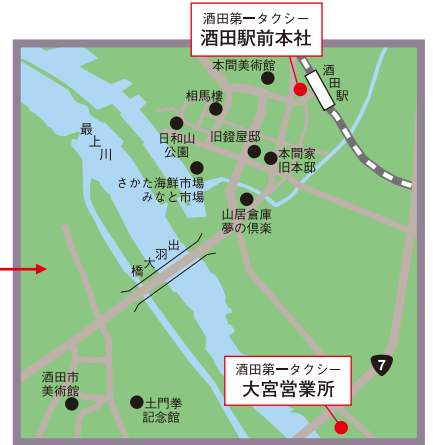 酒田第一タクシー
酒田駅前本社
本間美術館
酒田駅
相馬樓
最上川
日和山
公園
旧鐙屋邸
本間家
旧本邸
さかた海鮮市場
みなと市場
山居倉庫
夢の倶楽
出羽大橋
7
酒田第一タクシー
大宮営業所
酒田市
美術館
土門拳
記念館